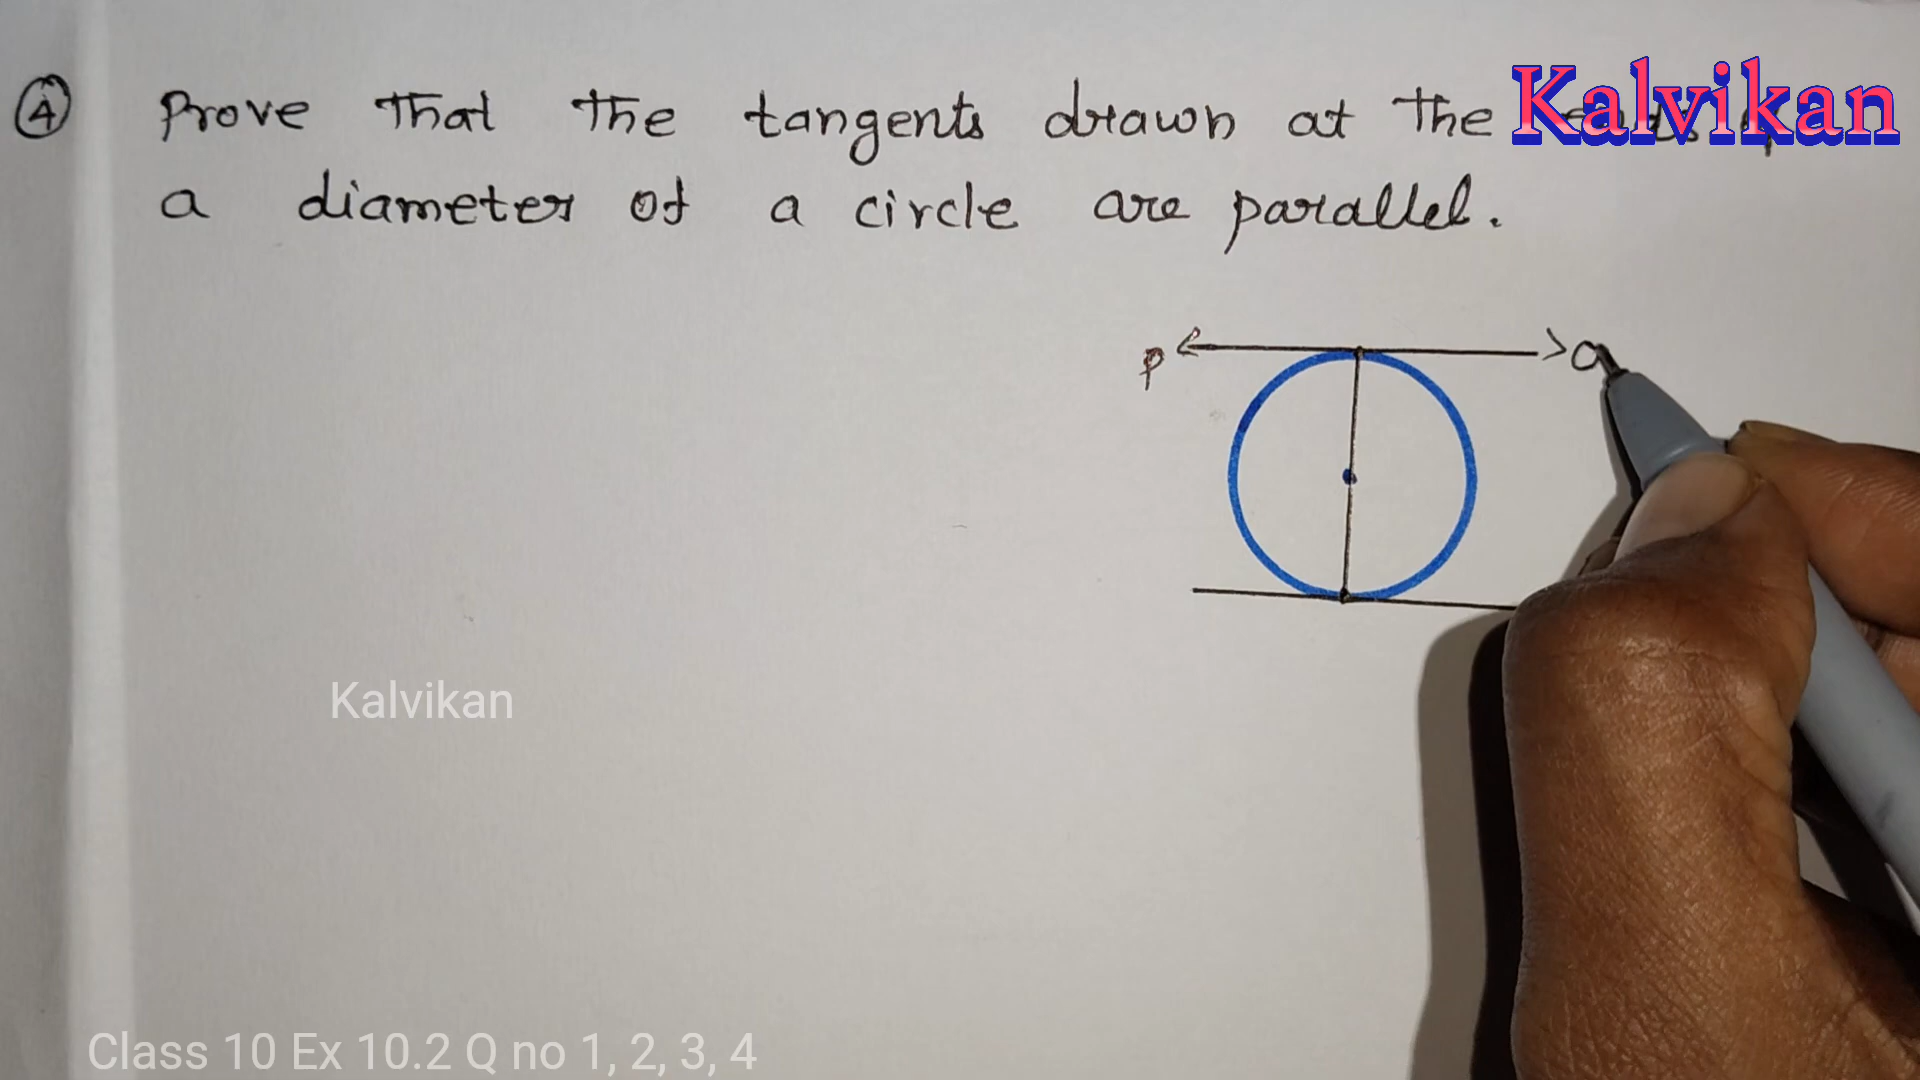 4 Prove that the tangents drawn at the Kalvikan
a diameter of a circle are parallel.
P Q
Kalvikan
Class 10 Ex 10.2 Q no 1, 2, 3, 4